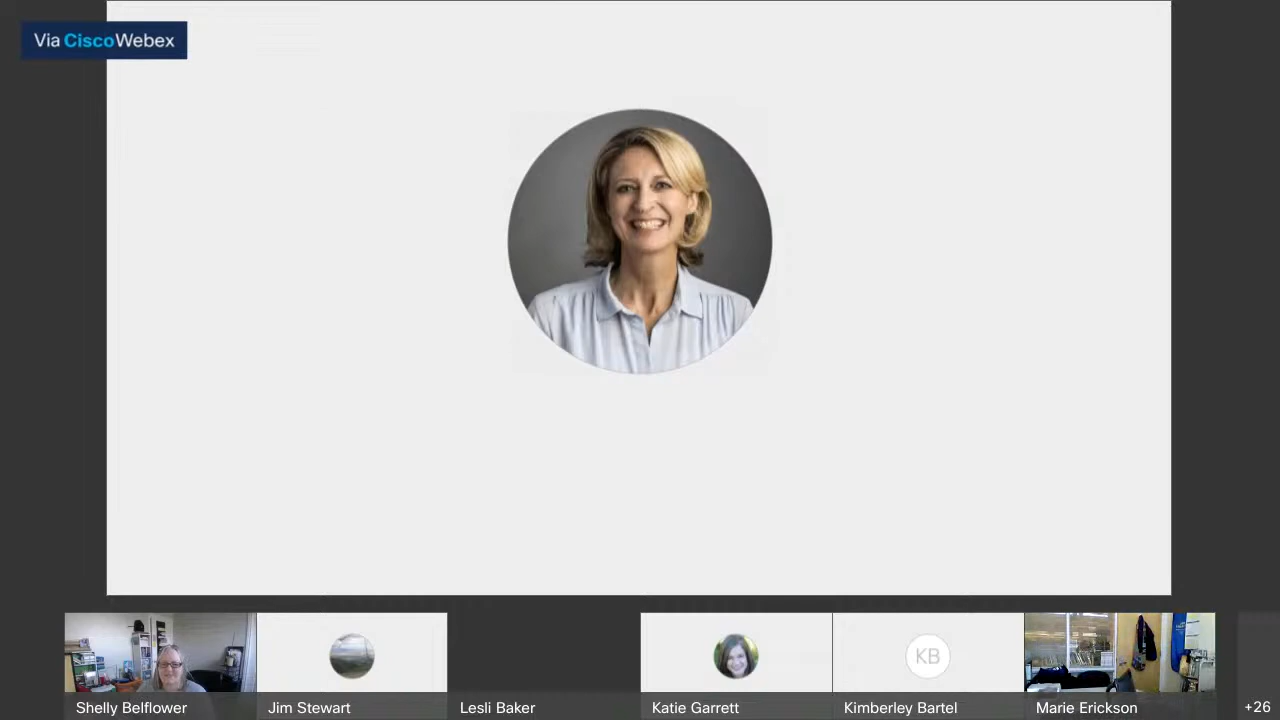 Via CiscoWebex
KB
Shelly Belflower
Jim Stewart
Lesli Baker
Katie Garrett
Kimberley Bartel
Marie Erickson
+26